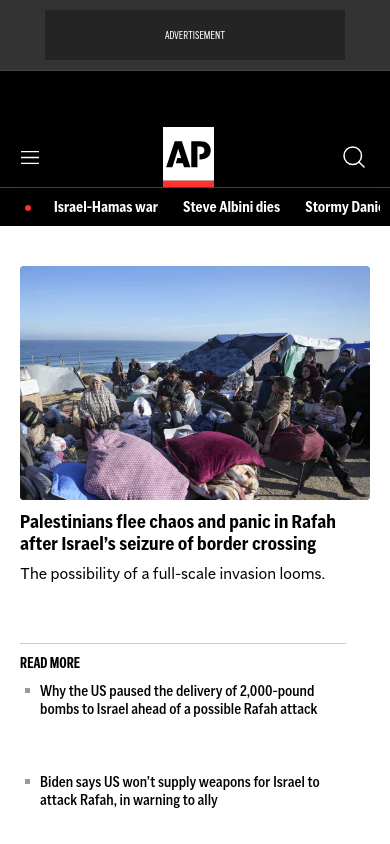 ADVERTISEMENT
AP
Israel-Hamas war Steve Albini dies Stormy
Palestinians flee chaos and panic in Rafah
after Israel’s seizure of border crossing
The possibility of a full-scale invasion looms.
READ MORE
Why the US paused the delivery of 2,000-pound
bombs to Israel ahead of a possible Rafah attack
Biden says US won’t supply weapons for Israel to
attack Rafah, in warning to ally